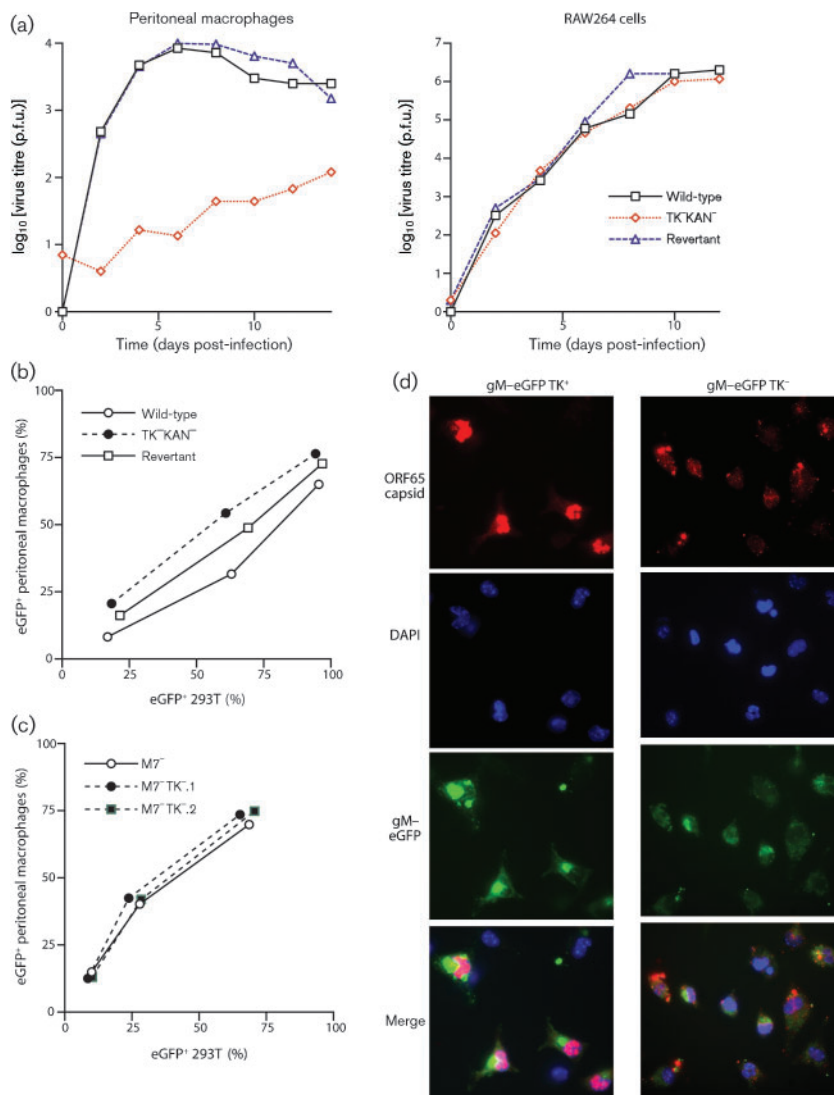 (a)
Peritoneal macrophages
4
3
2
1
0
log10 [virus titre (p.f.u.)]
0
5
10
Time (days post-infection)
RAW264 cells
7
6
5
4
3
2
1
0
log10 [virus titre (p.f.u.)]
Wild-type
TK⁻KAN⁻
Revertant
0
5
10
Time (days post-infection)
(b)
100
75
50
25
0
eGFP⁺ peritoneal macrophages (%)
Wild-type
TK⁻KAN⁻
Revertant
0
25
50
75
100
eGFP⁺ 293T (%)
(c)
100
75
50
25
0
eGFP⁺ peritoneal macrophages (%)
M7⁻
M7⁻TK⁻.1
M7⁻TK⁻.2
0
25
50
75
100
eGFP⁺ 293T (%)
(d)
gM–eGFP TK⁺
gM–eGFP TK⁻
ORF65
capsid
DAPI
gM–
eGFP
Merge